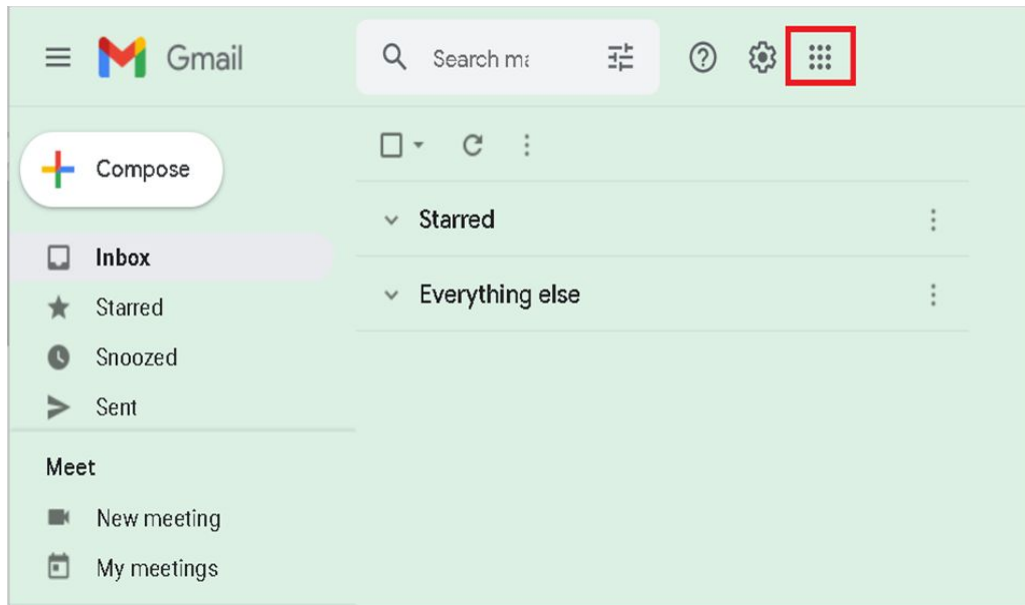 Gmail
Search ma
Compose
Inbox
Starred
Snoozed
Sent
Meet
New meeting
My meetings
Starred
Everything else